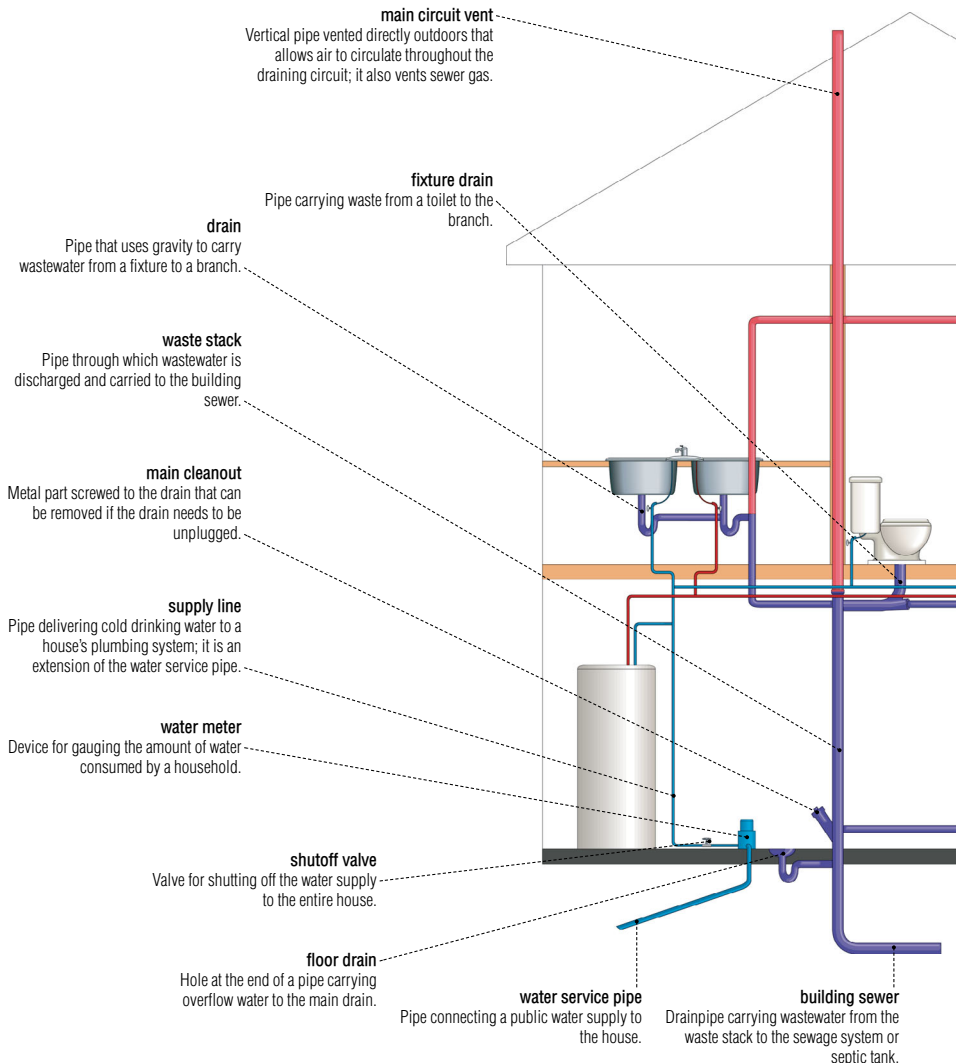 main circuit vent
Vertical pipe vented directly outdoors that
allows air to circulate throughout the
draining circuit; it also vents sewer gas.
fixture drain
Pipe carrying waste from a toilet to the
branch.
drain
Pipe that uses gravity to carry
wastewater from a fixture to a branch.
waste stack
Pipe through which wastewater is
discharged and carried to the building
sewer.
main cleanout
Metal part screwed to the drain that can
be removed if the drain needs to be
unplugged.
supply line
Pipe delivering cold drinking water to a
house's plumbing system; it is an
extension of the water service pipe.
water meter
Device for gauging the amount of water
consumed by a household.
shutoff valve
Valve for shutting off the water supply
to the entire house.
floor drain
Hole at the end of a pipe carrying
overflow water to the main drain.
water service pipe
Pipe connecting a public water supply to
the house.
building sewer
Drainpipe carrying wastewater from the
waste stack to the sewage system or
septic tank.